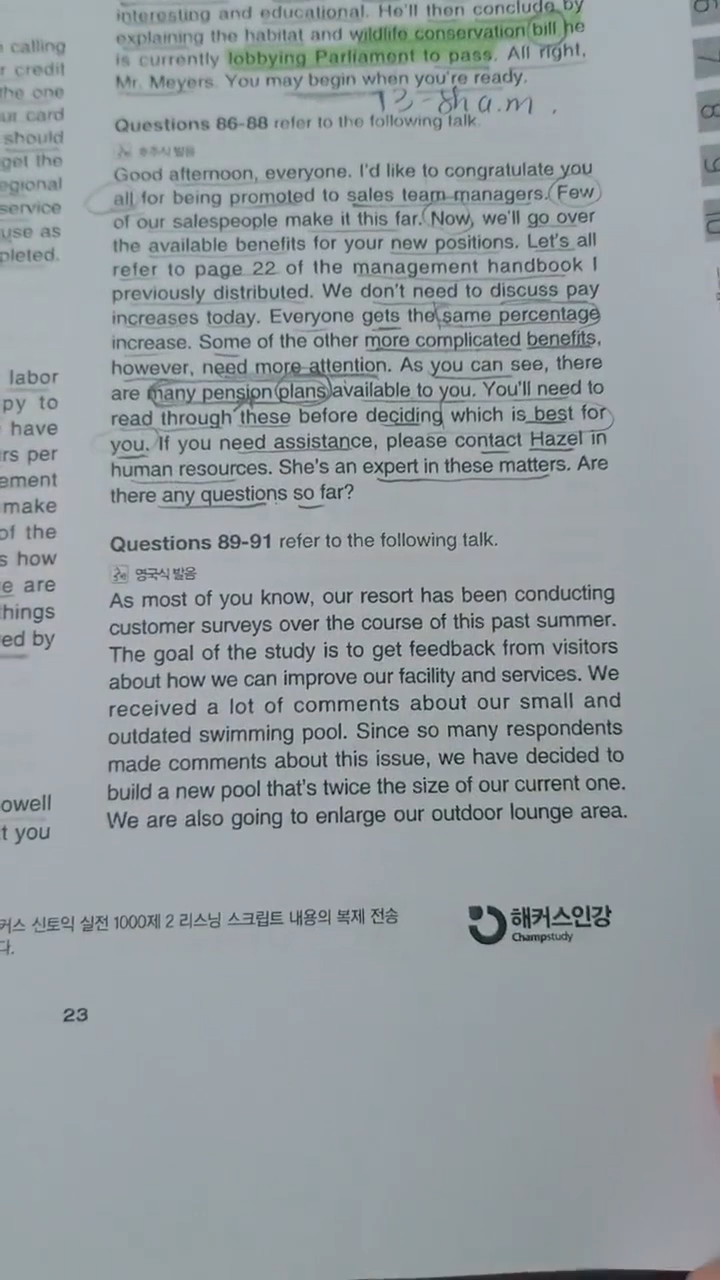 calling
r credit
the one
ur card
should
get the
egional
service
use as
pleted.
labor
py to
have
rs per
ement
make
of the
s how
e are
things
ed by
owell
t you
interesting and educational. He'll then conclude by
explaining the habitat and wildlife conservation bill he
is currently lobbying Parliament to pass. All right,
Mr. Meyers. You may begin when you're ready.
Questions 86-88 refer to the following talk.
호주식 발음
Good afternoon, everyone. I'd like to congratulate you
all for being promoted to sales team managers. Few
of our salespeople make it this far. Now, we'll go over
the available benefits for your new positions. Let's all
refer to page 22 of the management handbook I
previously distributed. We don't need to discuss pay
increases today. Everyone gets the same percentage
increase. Some of the other more complicated benefits,
however, need more attention. As you can see, there
are many pension plans available to you. You'll need to
read through these before deciding which is best for
you. If you need assistance, please contact Hazel in
human resources. She's an expert in these matters. Are
there any questions so far?
Questions 89-91 refer to the following talk.
영국식 발음
As most of you know, our resort has been conducting
customer surveys over the course of this past summer.
The goal of the study is to get feedback from visitors
about how we can improve our facility and services. We
received a lot of comments about our small and
outdated swimming pool. Since so many respondents
made comments about this issue, we have decided to
build a new pool that's twice the size of our current one.
We are also going to enlarge our outdoor lounge area.
커스 신토익 실전 1000제 2 리스닝 스크립트 내용의 복제 전송
다.
해커스인강
Champstudy
23
8